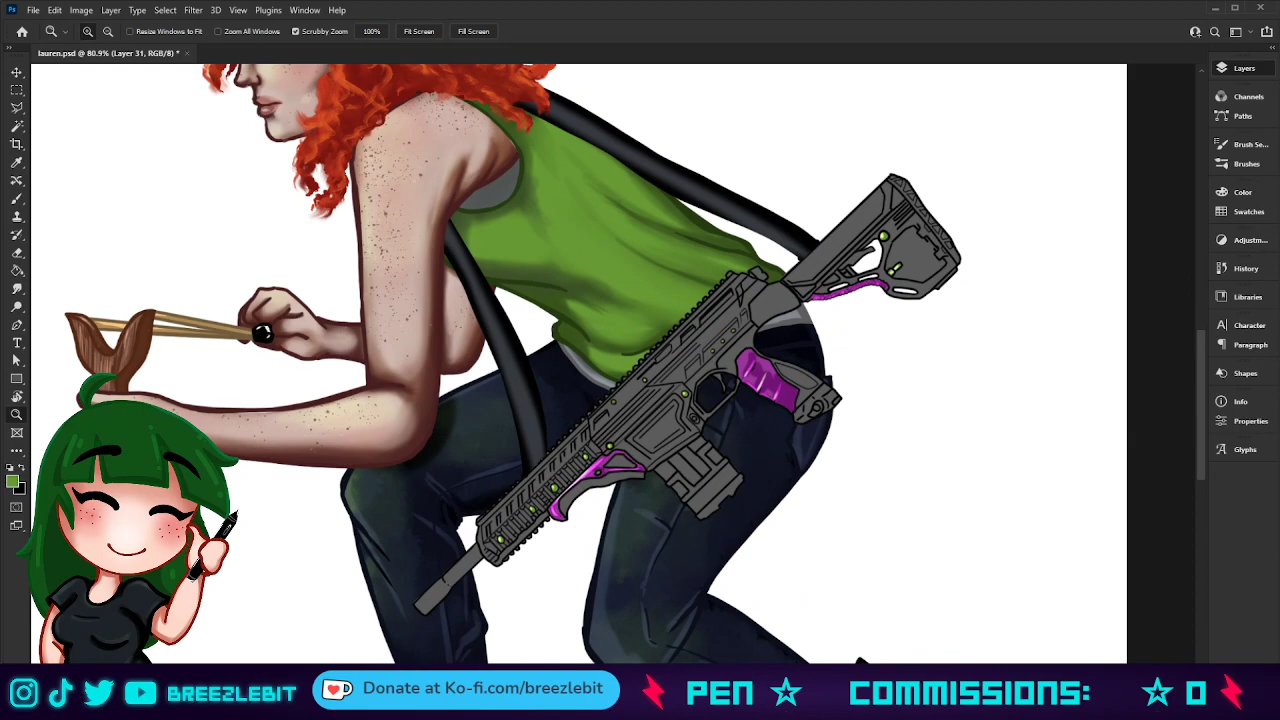 Ps File Edit Image Layer Type Select Filter 3D View Plugins Window Help
Resize Windows to Fit Zoom All Windows Scrubby Zoom 100% Fit Screen Fill Screen
lauren.psd @ 80.9% (Layer 31, RGB/8) * ×
Layers
Channels
Paths
Brush Se...
Brushes
Color
Swatches
Adjustm...
History
Libraries
Character
Paragraph
Shapes
Info
Properties
Glyphs
BREEZLEBIT Donate at Ko-fi.com/breezlebit PEN COMMISSIONS: O